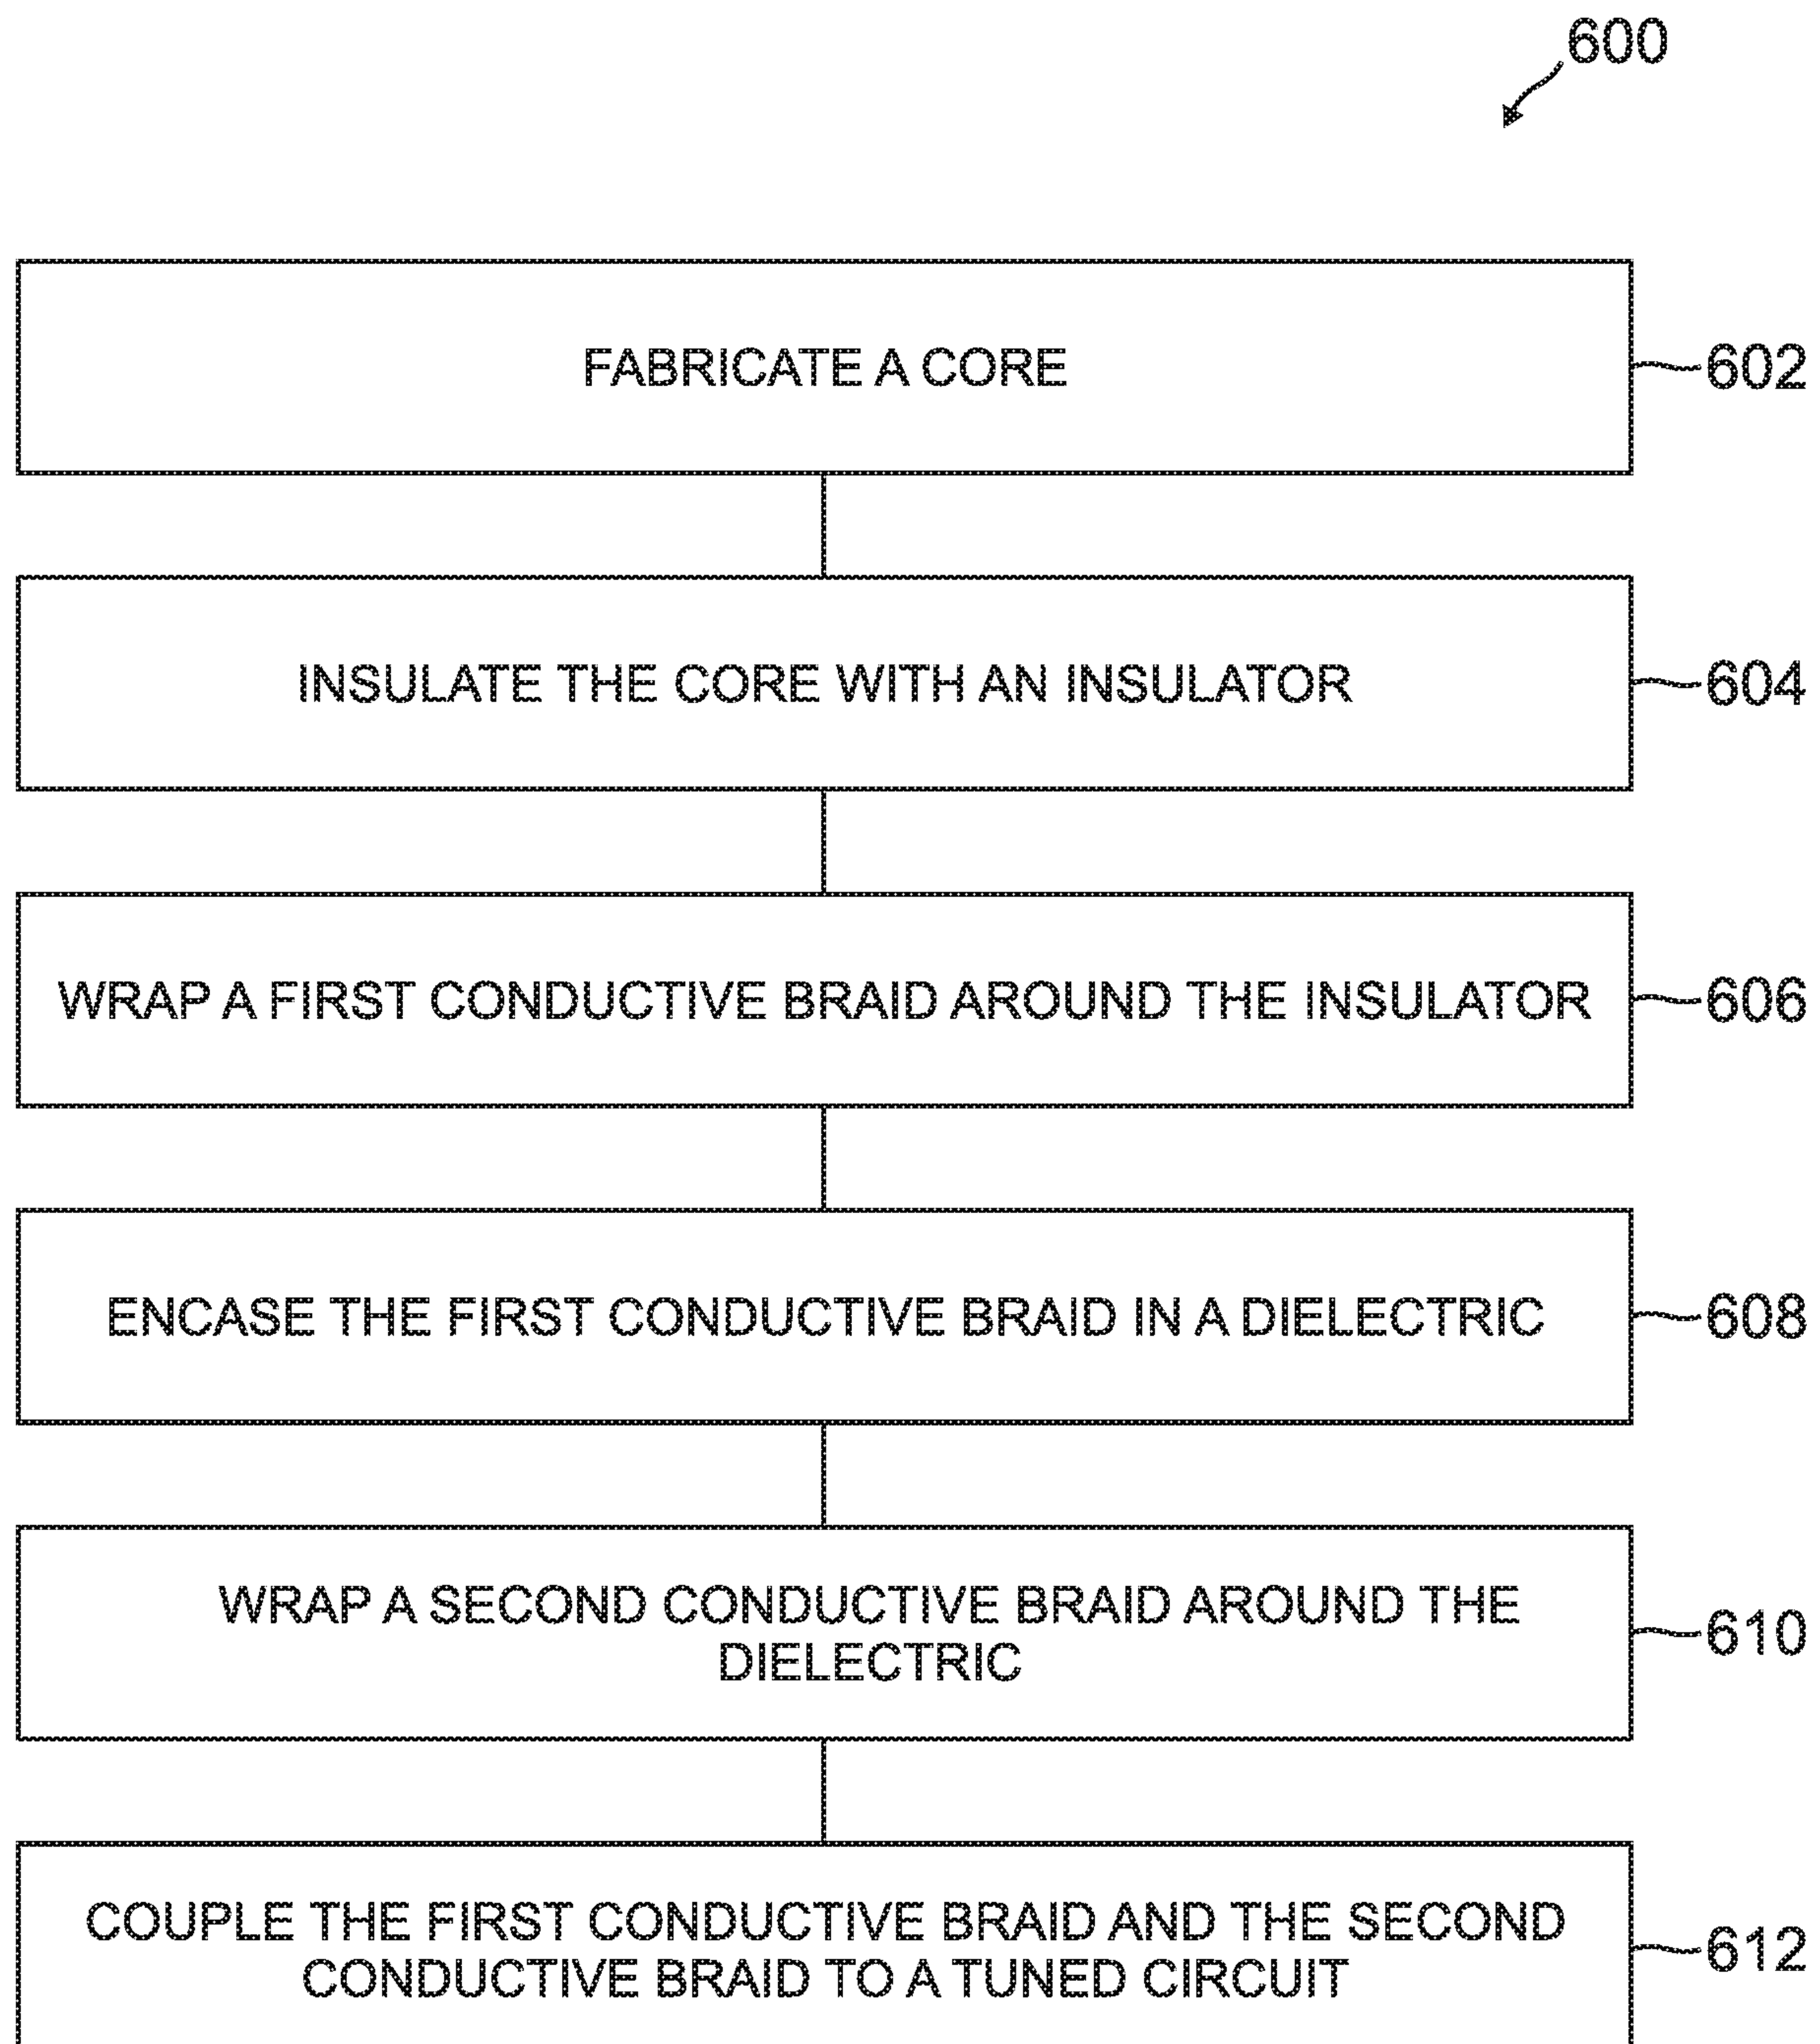 600
FABRICATE A CORE
602
INSULATE THE CORE WITH AN INSULATOR
604
WRAP A FIRST CONDUCTIVE BRAID AROUND THE INSULATOR
606
ENCASE THE FIRST CONDUCTIVE BRAID IN A DIELECTRIC
608
WRAP A SECOND CONDUCTIVE BRAID AROUND THE
DIELECTRIC
610
COUPLE THE FIRST CONDUCTIVE BRAID AND THE SECOND
CONDUCTIVE BRAID TO A TUNED CIRCUIT
612